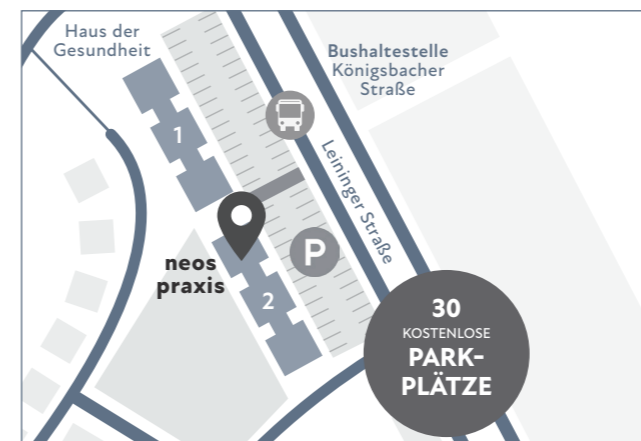 Haus der
Gesundheit
Bushaltestelle
Königsbacher
Straße
1
Leininger Straße
neos
praxis
P
2
30
KOSTENLOSE
PARK-
PLÄTZE